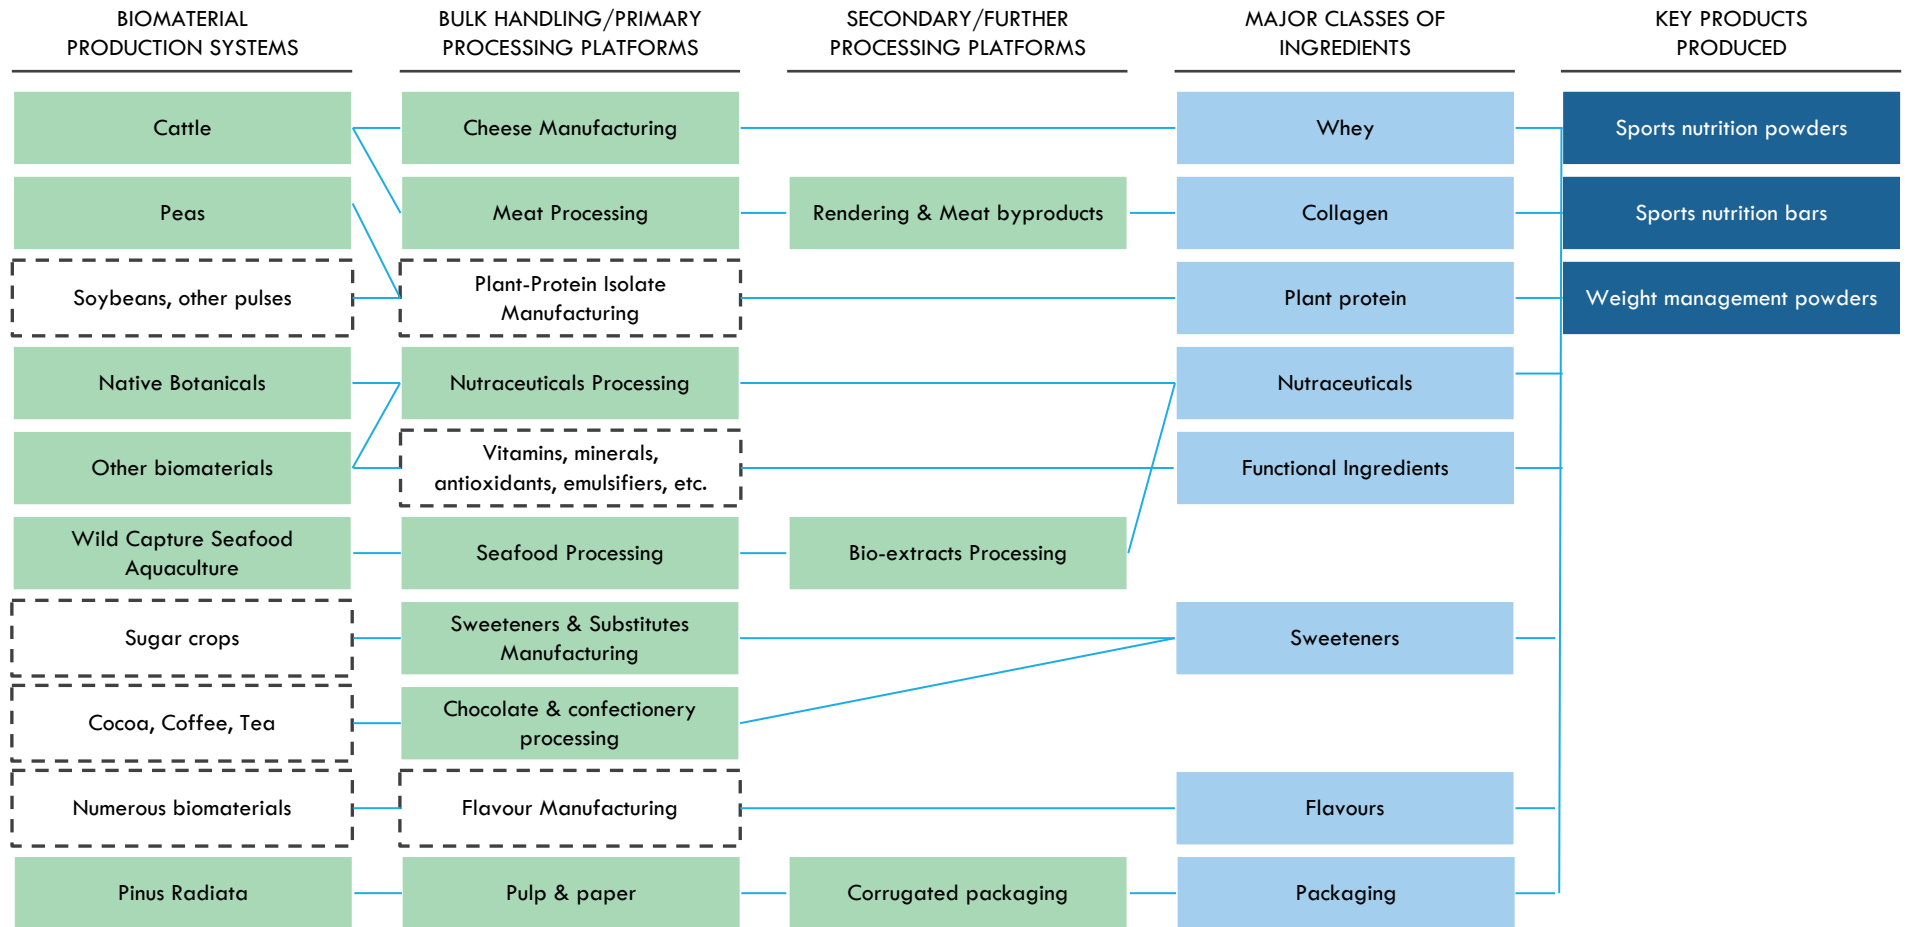 BIOMATERIAL
PRODUCTION SYSTEMS
BULK HANDLING/PRIMARY
PROCESSING PLATFORMS
SECONDARY/FURTHER
PROCESSING PLATFORMS
MAJOR CLASSES OF
INGREDIENTS
KEY PRODUCTS
PRODUCED
Cattle
Cheese Manufacturing
Whey
Sports nutrition powders
Peas
Meat Processing
Rendering & Meat byproducts
Collagen
Sports nutrition bars
Soybeans, other pulses
Plant-Protein Isolate
Manufacturing
Plant protein
Weight management powders
Native Botanicals
Nutraceuticals Processing
Nutraceuticals
Other biomaterials
Vitamins, minerals,
antioxidants, emulsifiers, etc.
Functional Ingredients
Wild Capture Seafood
Aquaculture
Seafood Processing
Bio-extracts Processing
Sugar crops
Sweeteners & Substitutes
Manufacturing
Sweeteners
Cocoa, Coffee, Tea
Chocolate & confectionery
processing
Numerous biomaterials
Flavour Manufacturing
Flavours
Pinus Radiata
Pulp & paper
Corrugated packaging
Packaging